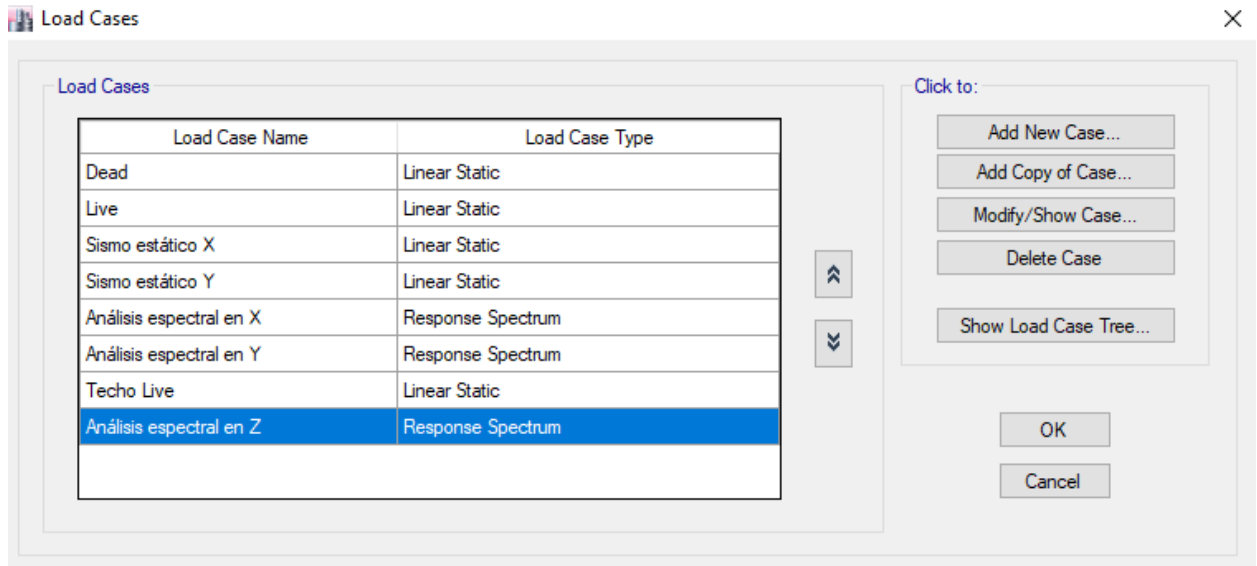 Load Cases
Load Cases
Click to:
Load Case Name Load Case Type
Dead Linear Static
Live Linear Static
Sismo estático X Linear Static
Sismo estático Y Linear Static
Análisis espectral en X Response Spectrum
Análisis espectral en Y Response Spectrum
Techo Live Linear Static
Análisis espectral en Z Response Spectrum
Add New Case...
Add Copy of Case...
Modify/Show Case...
Delete Case
Show Load Case Tree...
OK
Cancel